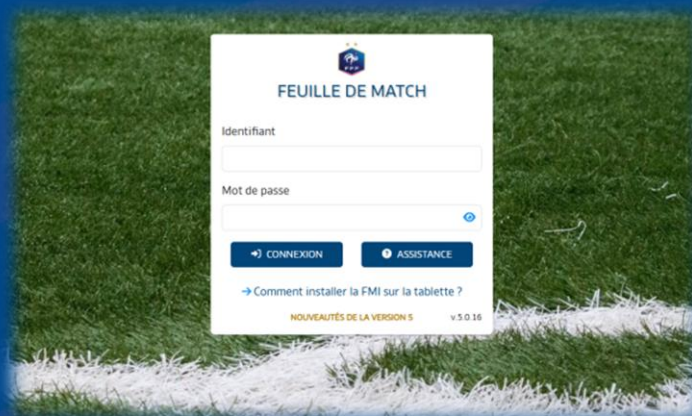 FFF
FEUILLE DE MATCH
Identifiant
Mot de passe
CONNEXION
ASSISTANCE
Comment installer la FMI sur la tablette ?
NOUVEAUTÉS DE LA VERSION 5 v.5.0.16